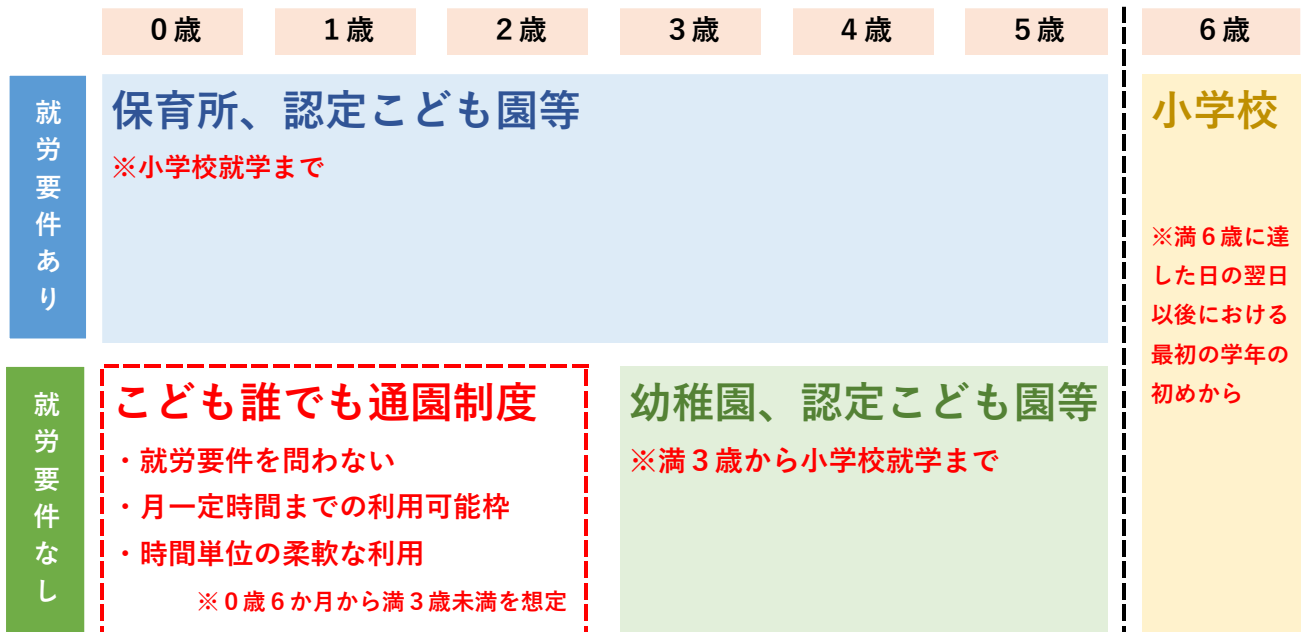 0歳
1歳
2歳
3歳
4歳
5歳
6歳
就労要件あり
保育所、認定こども園等
※小学校就学まで
小学校
※満6歳に達
した日の翌日
以後における
最初の学年の
初めから
就労要件なし
こども誰でも通園制度
・就労要件を問わない
・月一定時間までの利用可能枠
・時間単位の柔軟な利用
※0歳6か月から満3歳未満を想定
幼稚園、認定こども園等
※満3歳から小学校就学まで